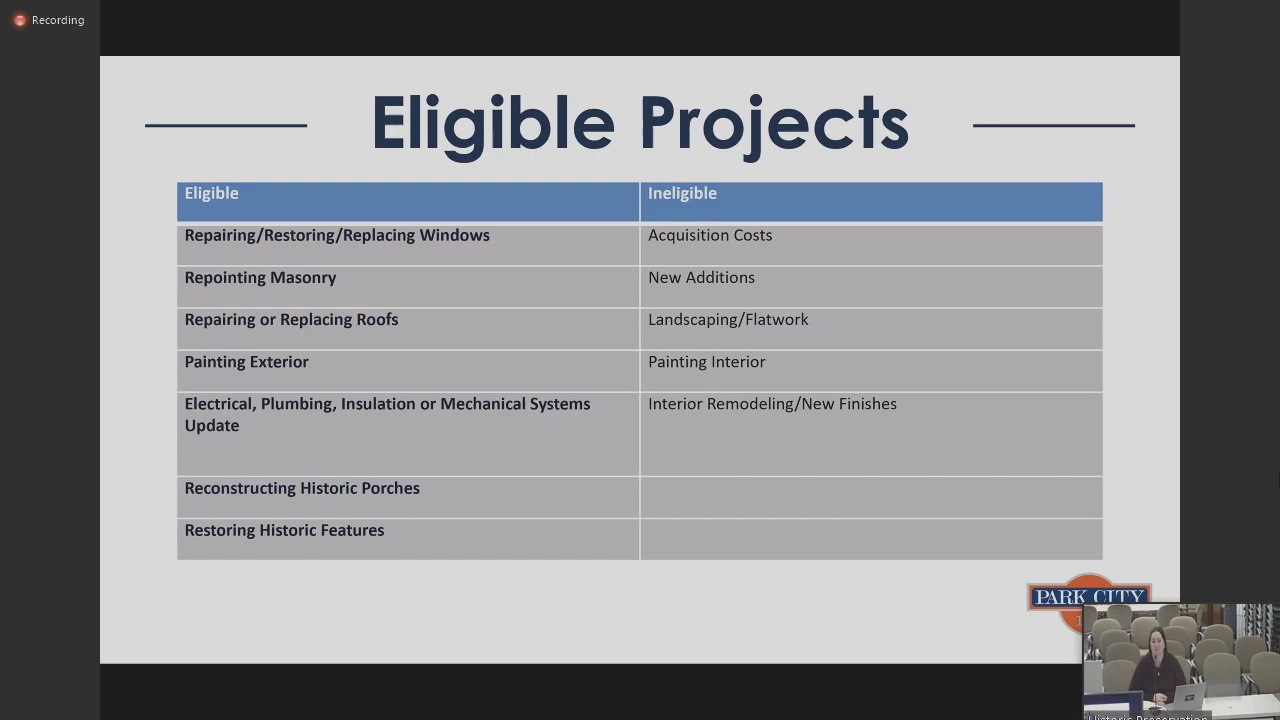 Recording
Eligible Projects
Eligible
Ineligible
Repairing/Restoring/Replacing Windows
Acquisition Costs
Repointing Masonry
New Additions
Repairing or Replacing Roofs
Landscaping/Flatwork
Painting Exterior
Painting Interior
Electrical, Plumbing, Insulation or Mechanical Systems
Update
Interior Remodeling/New Finishes
Reconstructing Historic Porches
Restoring Historic Features
PARK CITY
Historic Preservation